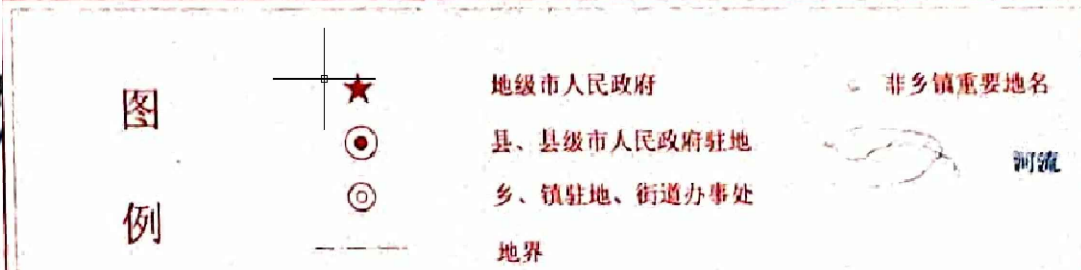 图例
地级市人民政府
非乡镇重要地名
县、县级市人民政府驻地
乡、镇驻地、街道办事处
河流
地界